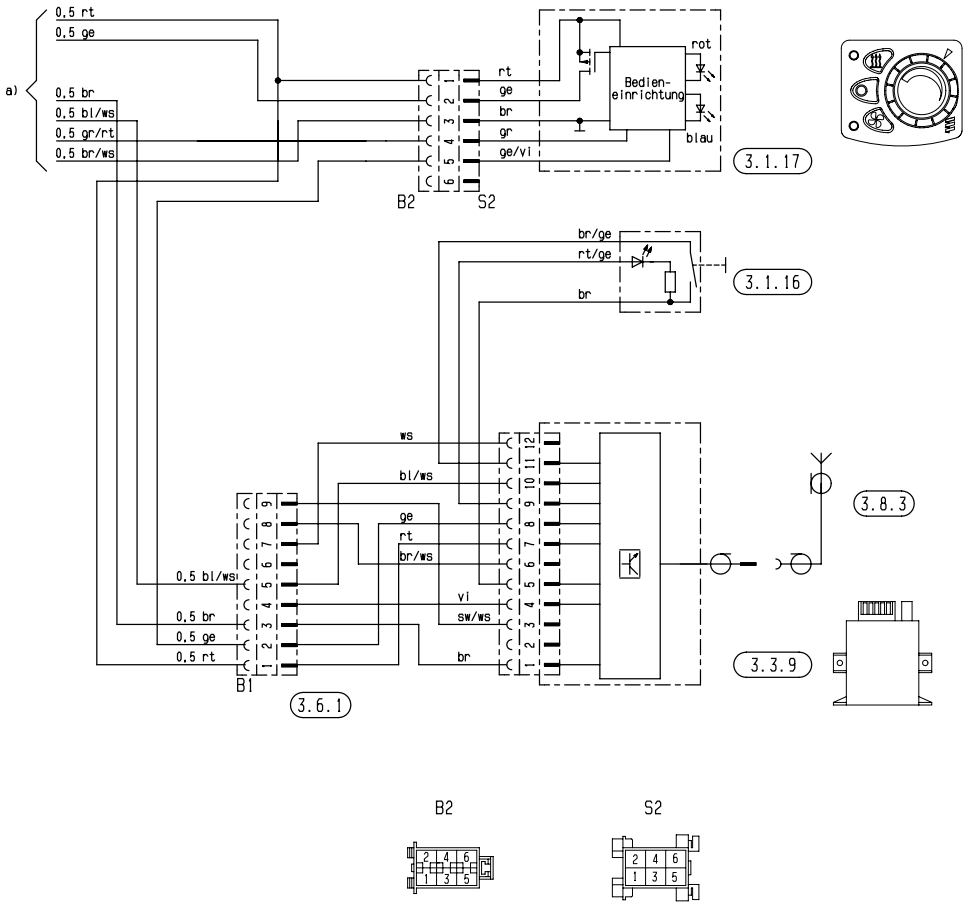 a)
0,5 rt
0,5 ge
0,5 br
0,5 bl/ws
0,5 gr/rt
0,5 br/ws
1
2
3
4
5
6
B2
S2
rt
ge
br
gr
ge/vi
Bedien-
einrichtung
rot
blau
3.1.17
br/ge
rt/ge
br
3.1.16
ws
bl/ws
ge
rt
br/ws
vi
sw/ws
br
12
11
10
9
8
7
6
5
4
3
2
1
3.8.3
3.3.9
0,5 bl/ws
0,5 br
0,5 ge
0,5 rt
9
8
7
6
5
4
3
2
1
B1
3.6.1
B2
S2
2 4 6
1 3 5
2 4 6
1 3 5